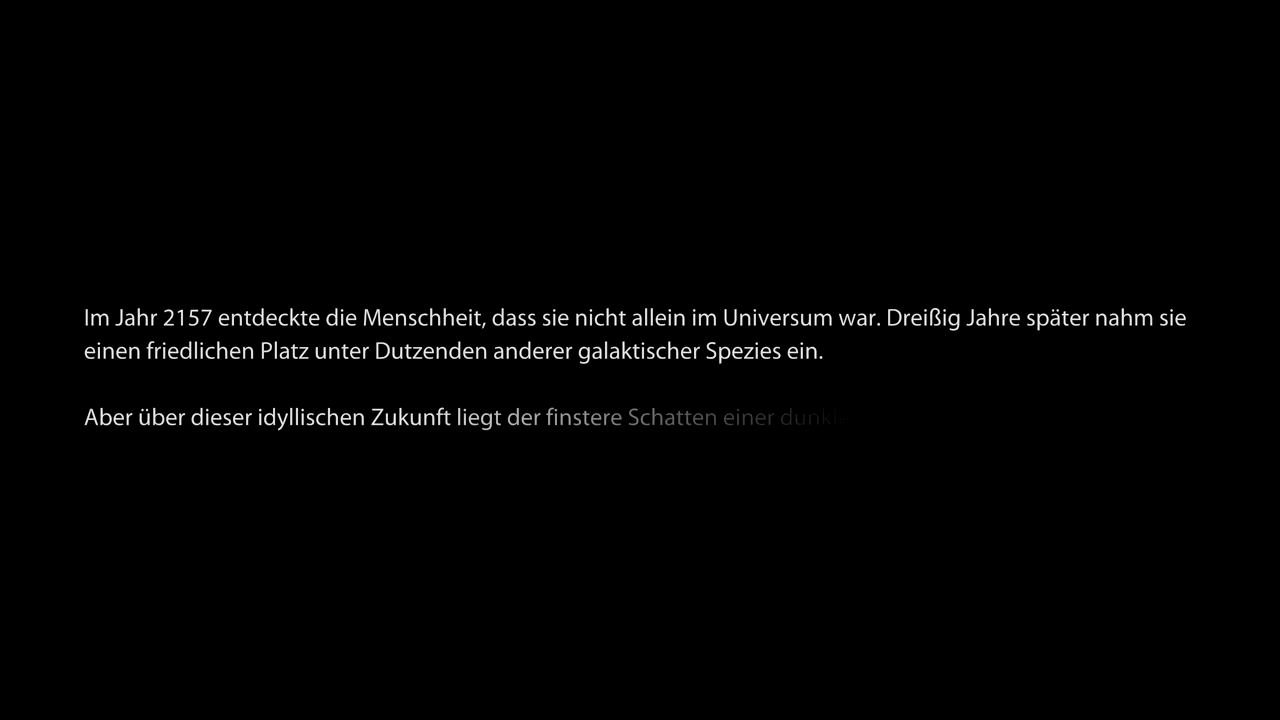 Im Jahr 2157 entdeckte die Menschheit, dass sie nicht allein im Universum war. Dreißig Jahre später nahm sie
einen friedlichen Platz unter Dutzenden anderer galaktischer Spezies ein.
Aber über dieser idyllischen Zukunft liegt der finstere Schatten einer